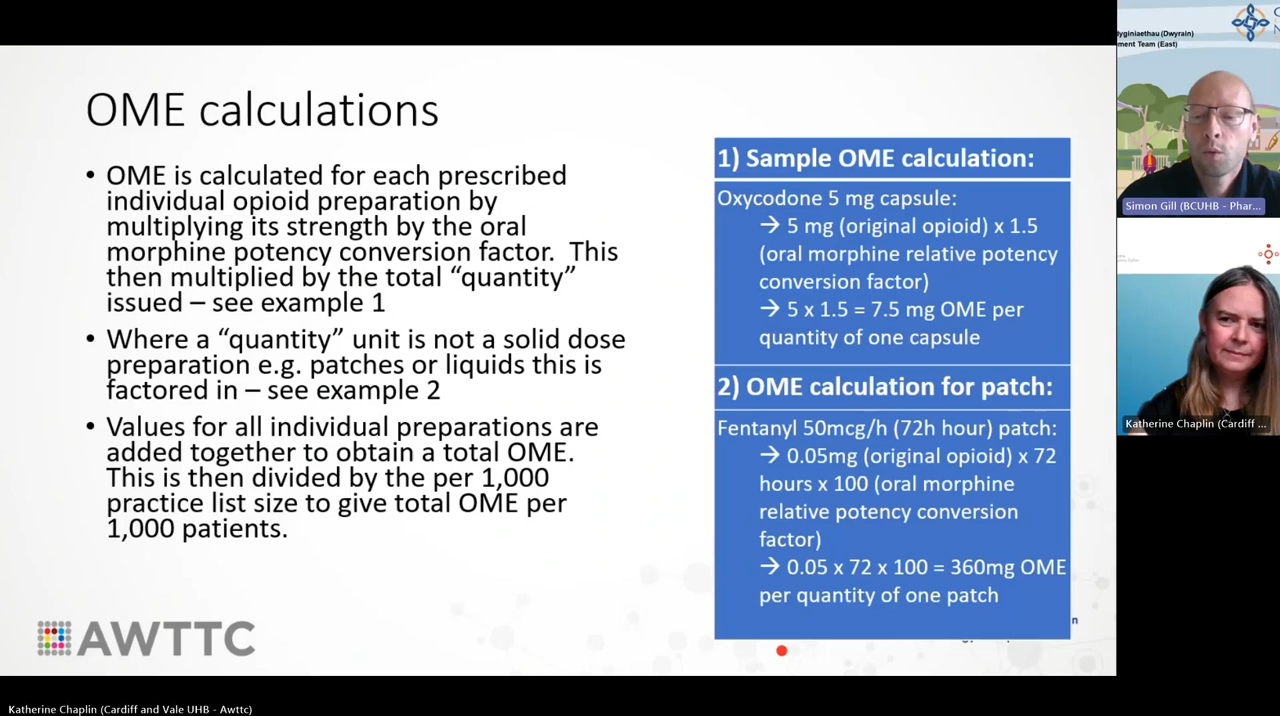 OME calculations
• OME is calculated for each prescribed
individual opioid preparation by
multiplying its strength by the oral
morphine potency conversion factor. This
then multiplied by the total “quantity”
issued – see example 1
• Where a “quantity” unit is not a solid dose
preparation e.g. patches or liquids this is
factored in – see example 2
• Values for all individual preparations are
added together to obtain a total OME.
This is then divided by the per 1,000
practice list size to give total OME per
1,000 patients.
1) Sample OME calculation:
Oxycodone 5 mg capsule:
→ 5 mg (original opioid) x 1.5
(oral morphine relative potency
conversion factor)
→ 5 x 1.5 = 7.5 mg OME per
quantity of one capsule
2) OME calculation for patch:
Fentanyl 50mcg/h (72h hour) patch:
→ 0.05mg (original opioid) x 72
hours x 100 (oral morphine
relative potency conversion
factor)
→ 0.05 x 72 x 100 = 360mg OME
per quantity of one patch
AWTTC
lyginiaethau (Dwyrain)
ment Team (East)
Simon Gill (BCUHB - Phar...
Katherine Chaplin (Cardiff ...
Katherine Chaplin (Cardiff and Vale UHB - Awttc)